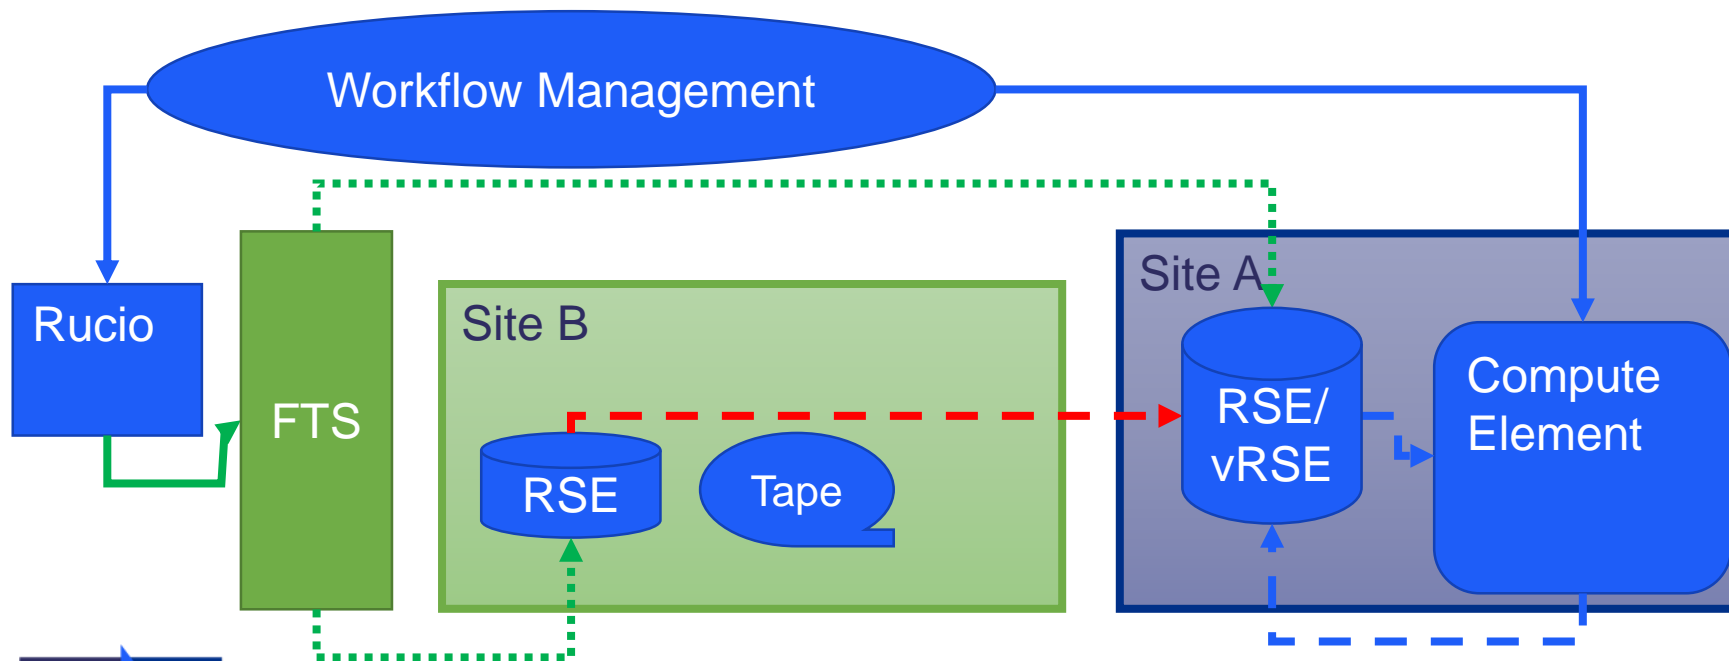 Workflow Management
Rucio
FTS
Site B
RSE
Tape
Site A
RSE/
vRSE
Compute
Element